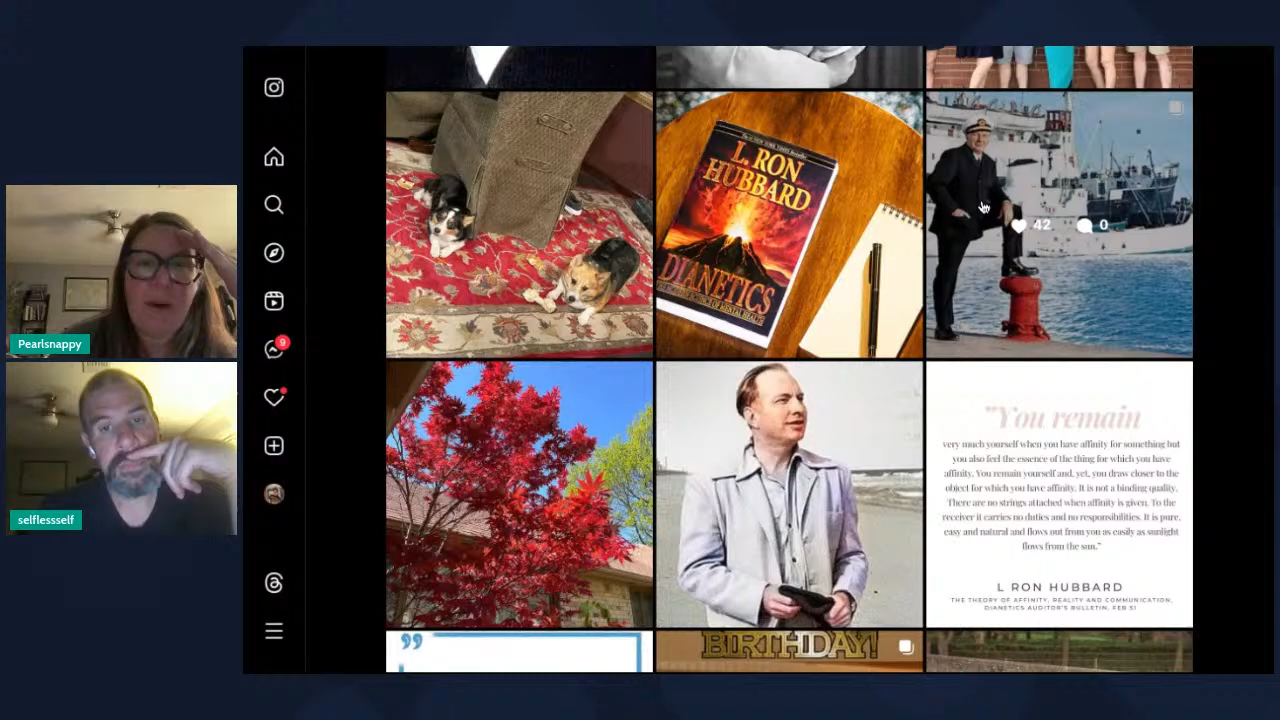 9
L. RON
HUBBARD
DIANETICS
42
0
Pearlsnappy
selflessself
"You remain
very much yourself when you have affinity for something but
you also feel the essence of the thing for which you have
affinity. You remain yourself and, yet, you draw closer to the
object for which you have affinity. It is not a binding quality.
There are no strings attached when affinity is given. To the
receiver it carries no duties and no responsibilities. It is pure,
easy and natural and flows out from you as easily as sunlight
flows from the sun."
L RON HUBBARD
THE THEORY OF AFFINITY, REALITY AND COMMUNICATION,
DIANETICS AUDITOR'S BULLETIN, FEB 51
BIRTHDAY!